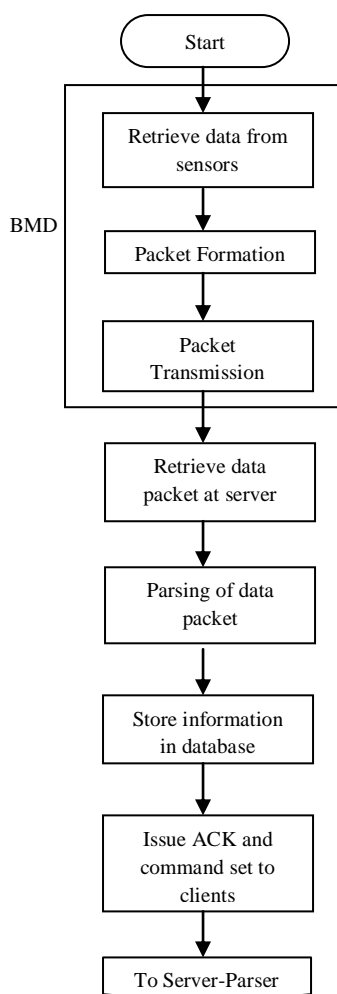 Start
Retrieve data from
sensors
BMD
Packet Formation
Packet
Transmission
Retrieve data
packet at server
Parsing of data
packet
Store information
in database
Issue ACK and
command set to
clients
To Server-Parser